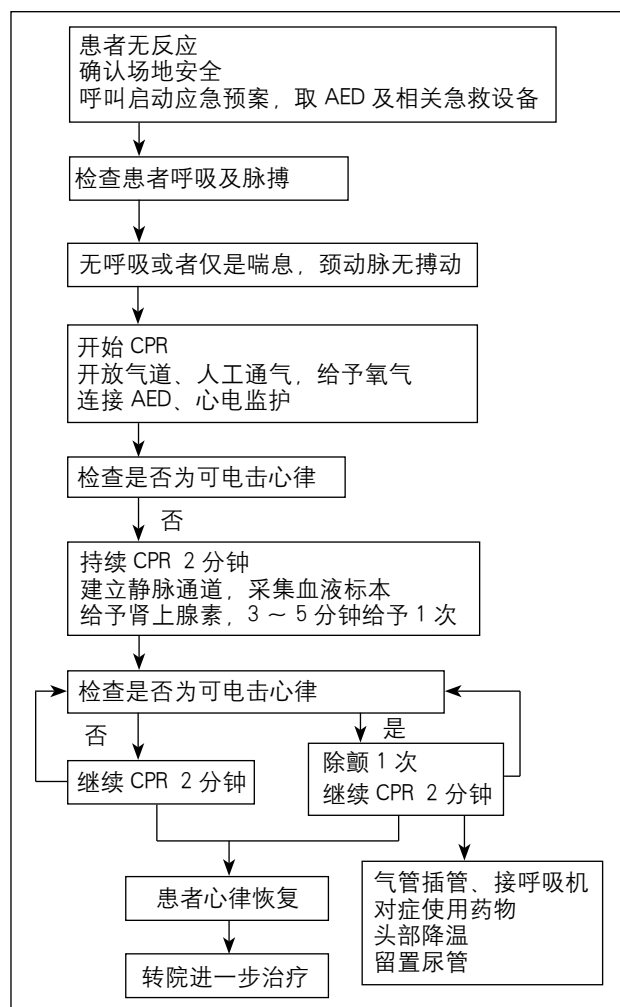 患者无反应
确认场地安全
呼叫启动应急预案，取 AED 及相关急救设备
检查患者呼吸及脉搏
无呼吸或者仅是喘息，颈动脉无搏动
开始 CPR
开放气道、人工通气，给予氧气
连接 AED、心电监护
检查是否为可电击心律
否
持续 CPR 2 分钟
建立静脉通道，采集血液标本
给予肾上腺素，3 ～ 5 分钟给予 1 次
检查是否为可电击心律
否
是
继续 CPR 2 分钟
除颤 1 次
继续 CPR 2 分钟
患者心律恢复
转院进一步治疗
气管插管、接呼吸机
对症使用药物
头部降温
留置尿管